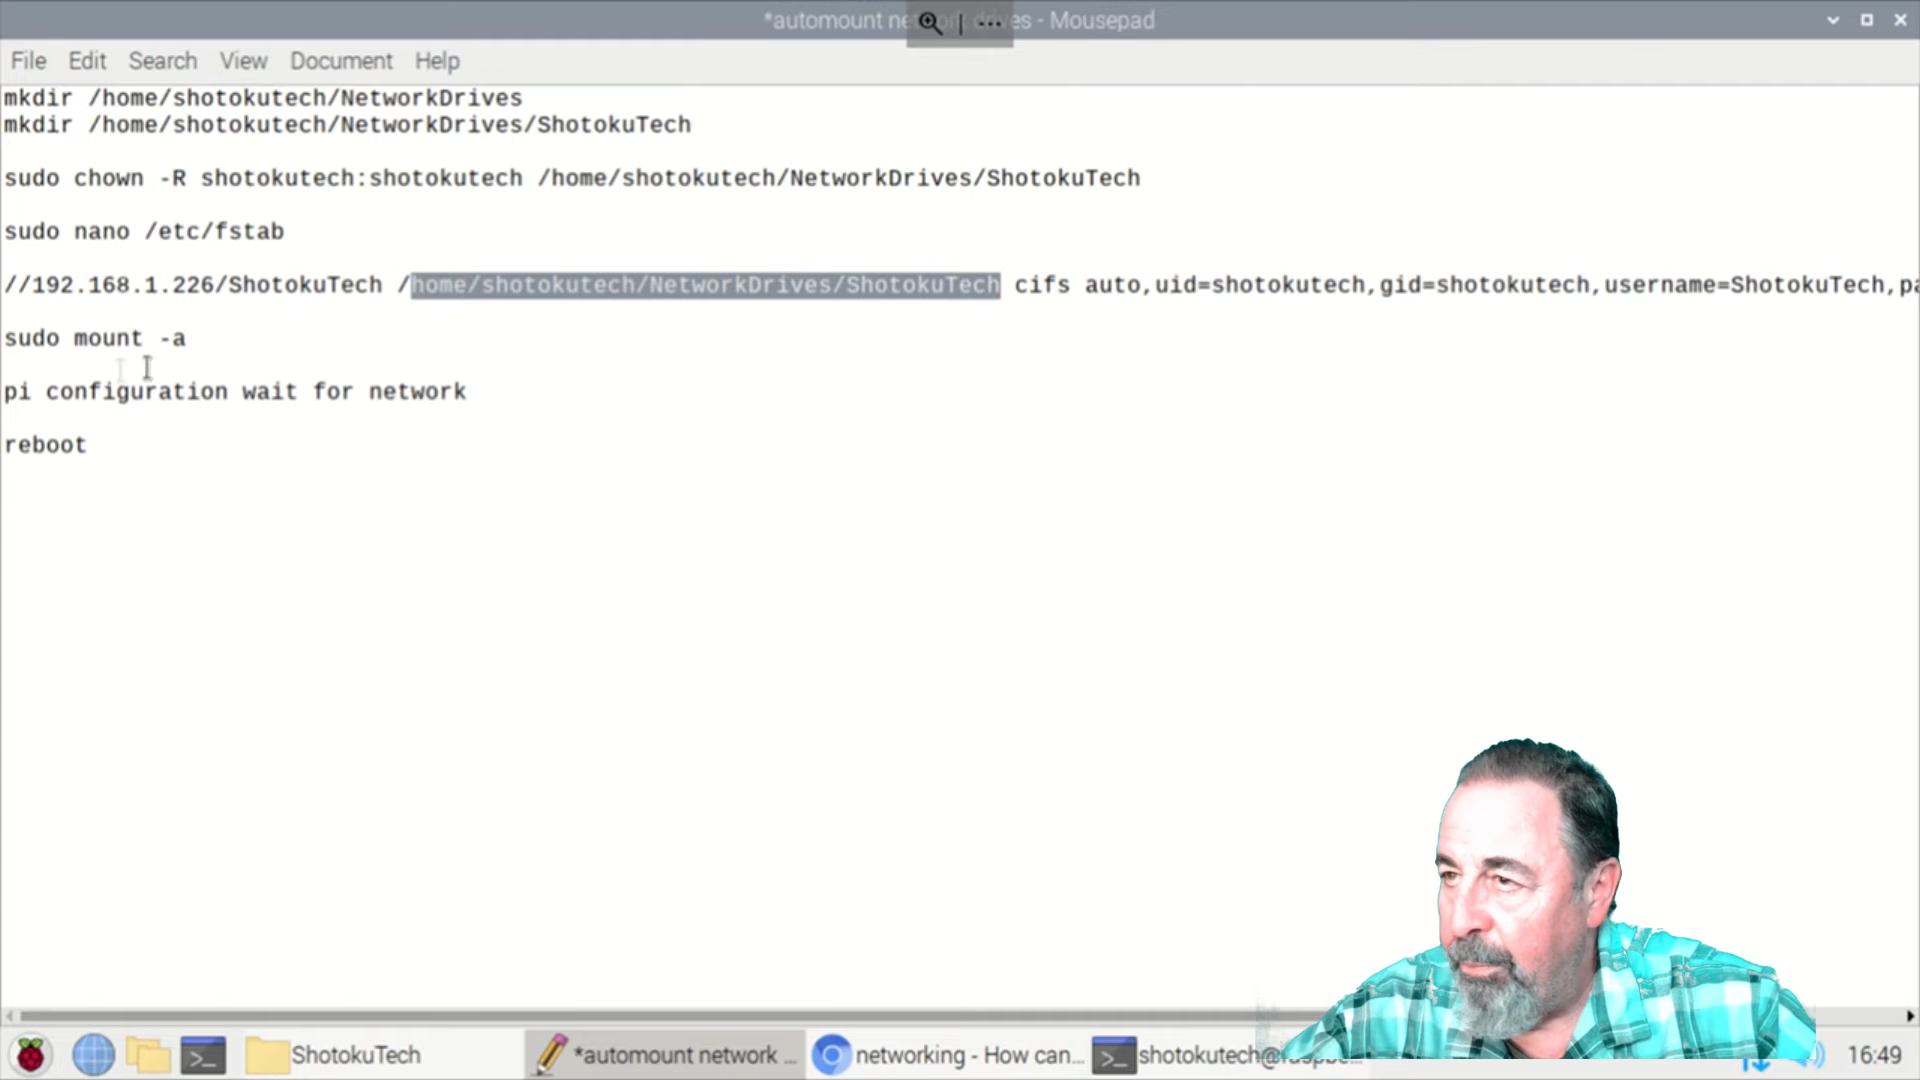 *automount ne drives - Mousepad
File Edit Search View Document Help
mkdir /home/shotokutech/NetworkDrives
mkdir /home/shotokutech/NetworkDrives/ShotokuTech
sudo chown -R shotokutech:shotokutech /home/shotokutech/NetworkDrives/ShotokuTech
sudo nano /etc/fstab
//192.168.1.226/ShotokuTech /home/shotokutech/NetworkDrives/ShotokuTech cifs auto,uid=shotokutech,gid=shotokutech,username=ShotokuTech,pa
sudo mount -a
pi configuration wait for network
reboot
ShotokuTech *automount network ... networking - How can... shotokutech@ 16:49